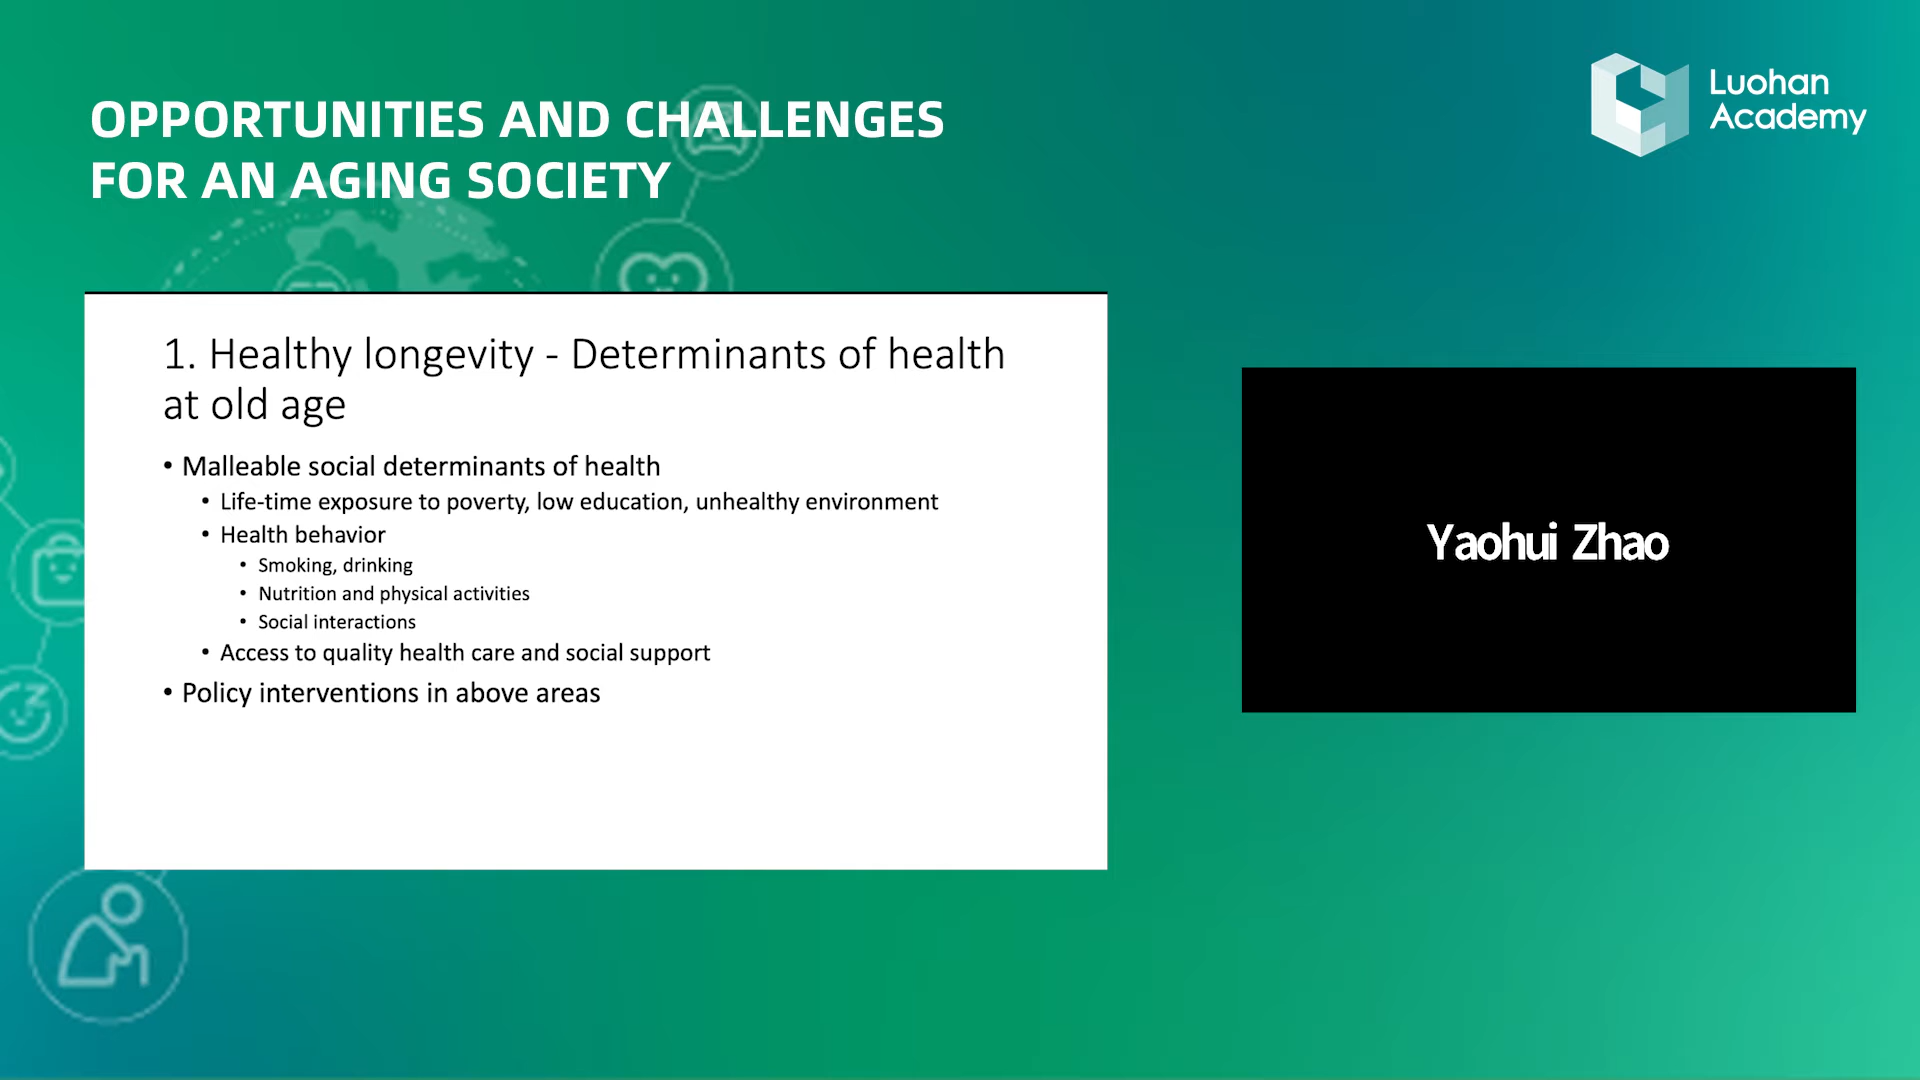 OPPORTUNITIES AND CHALLENGES
FOR AN AGING SOCIETY
Luohan
Academy
1. Healthy longevity - Determinants of health
at old age
• Malleable social determinants of health
• Life-time exposure to poverty, low education, unhealthy environment
• Health behavior
• Smoking, drinking
• Nutrition and physical activities
• Social interactions
• Access to quality health care and social support
• Policy interventions in above areas
Yaohui Zhao